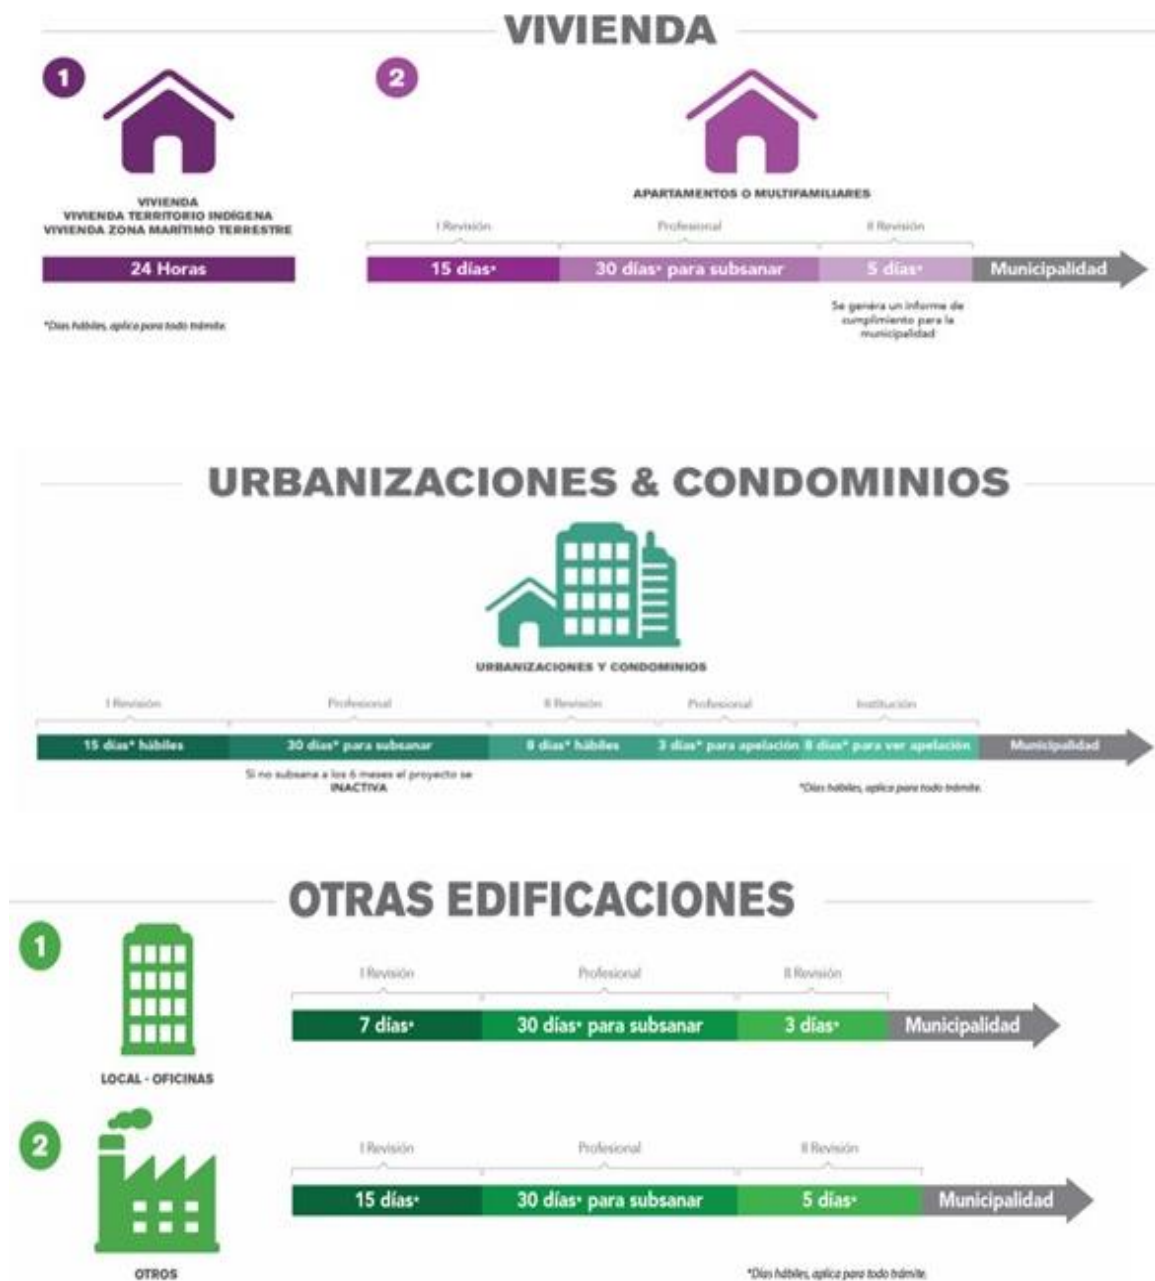 VIVIENDA
1
VIVIENDA
VIVIENDA TERRITORIO INDÍGENA
VIVIENDA ZONA MARÍTIMO TERRESTRE
24 Horas
*Días hábiles, aplica para todo trámite.
2
APARTAMENTOS O MULTIFAMILIARES
I Revisión Profesional II Revisión
15 días* 30 días* para subsanar 5 días* Municipalidad
Se genéra un informe de
cumplimiento para la
municipalidad
URBANIZACIONES & CONDOMINIOS
URBANIZACIONES Y CONDOMINIOS
I Revisión Profesional II Revisión Profesional Institución
15 días* hábiles 30 días* para subsanar 8 días* hábiles 3 días* para apelación 8 días* para ver apelación Municipalidad
Si no subsana a los 6 meses el proyecto se
INACTIVA
*Días hábiles, aplica para todo trámite.
OTRAS EDIFICACIONES
1
LOCAL - OFICINAS
I Revisión Profesional II Revisión
7 días* 30 días* para subsanar 3 días* Municipalidad
2
OTROS
I Revisión Profesional II Revisión
15 días* 30 días* para subsanar 5 días* Municipalidad
*Días hábiles, aplica para todo trámite.